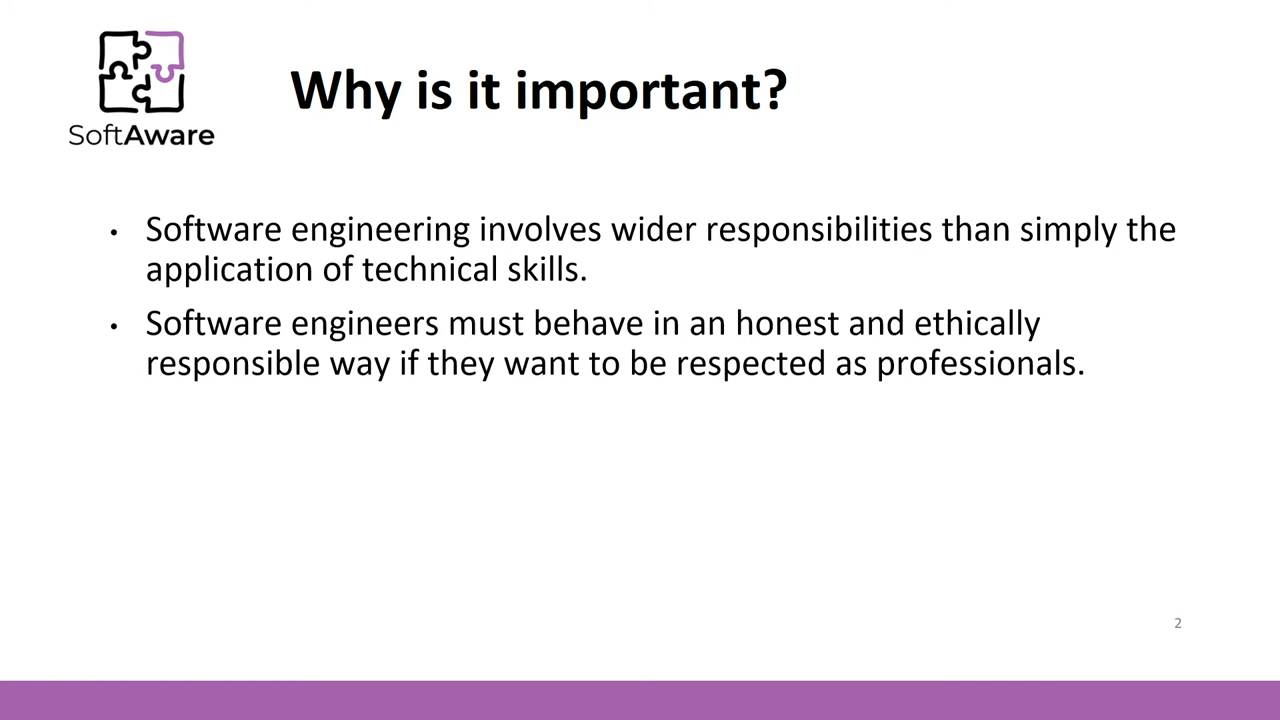 SoftAware
Why is it important?
• Software engineering involves wider responsibilities than simply the
application of technical skills.
• Software engineers must behave in an honest and ethically
responsible way if they want to be respected as professionals.
2